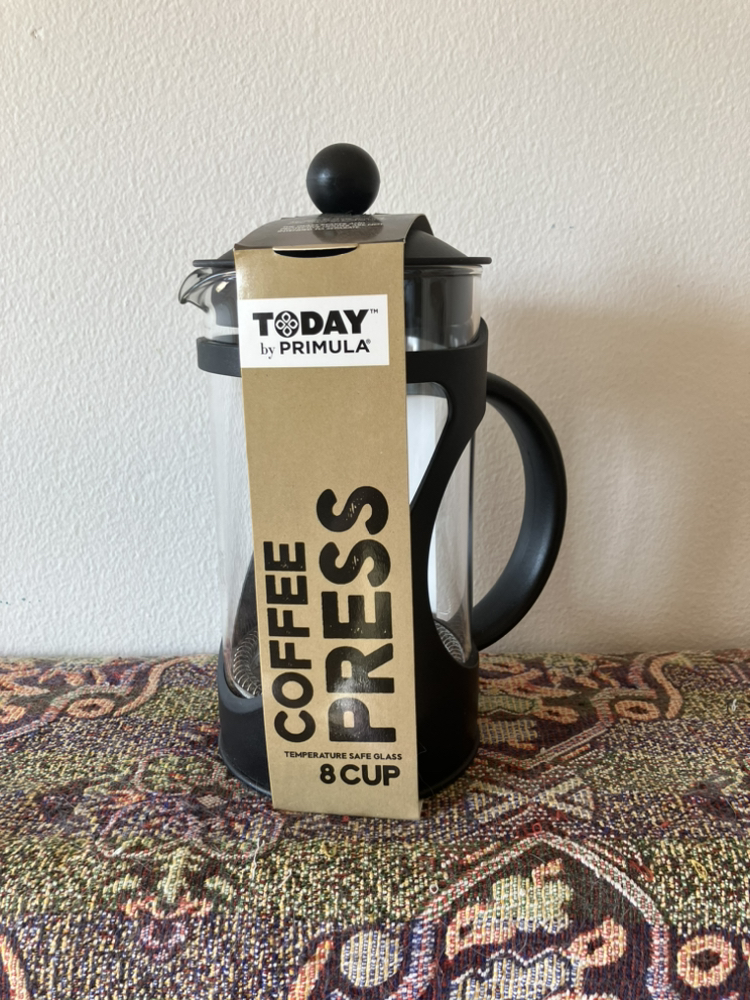 TODAY™
by PRIMULA®
COFFEE
PRESS
TEMPERATURE SAFE GLASS
8 CUP